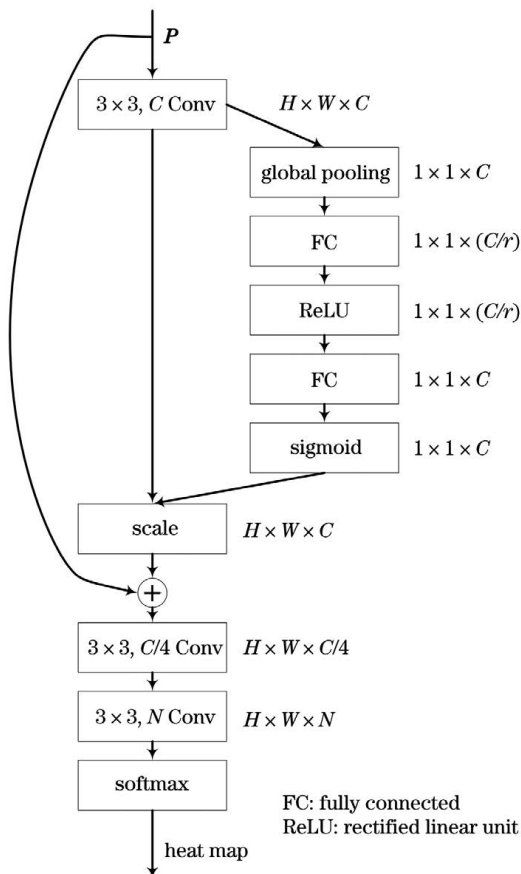 P
3 × 3, C Conv
H × W × C
global pooling
1 × 1 × C
FC
1 × 1 × (C/r)
ReLU
1 × 1 × (C/r)
FC
1 × 1 × C
sigmoid
1 × 1 × C
scale
H × W × C
+
3 × 3, C/4 Conv
H × W × C/4
3 × 3, N Conv
H × W × N
softmax
FC: fully connected
ReLU: rectified linear unit
heat map